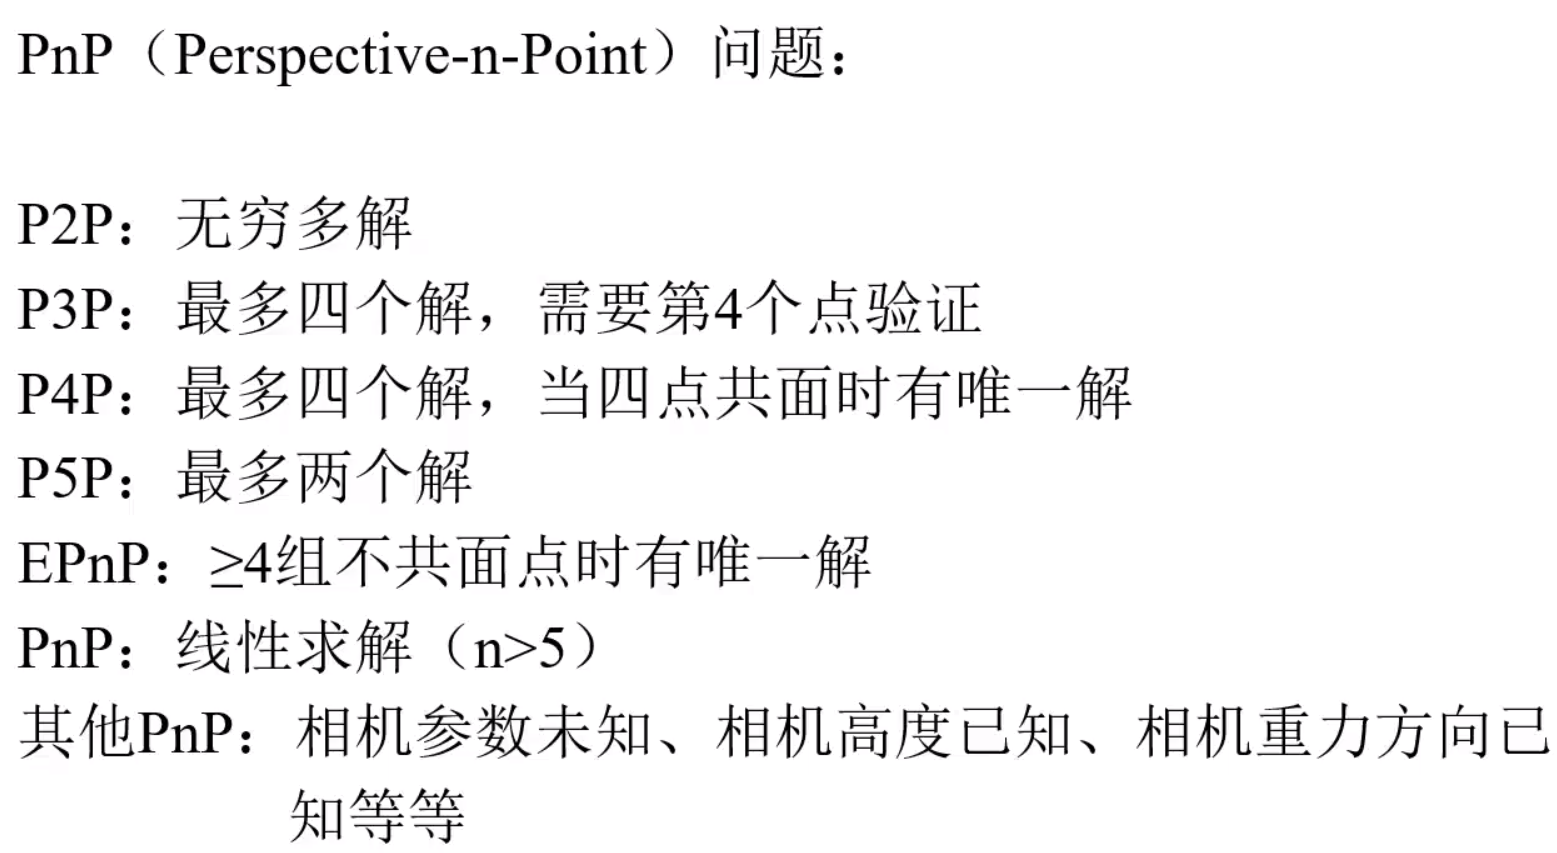 PnP（Perspective-n-Point）问题：
P2P：无穷多解
P3P：最多四个解，需要第4个点验证
P4P：最多四个解，当四点共面时有唯一解
P5P：最多两个解
EPnP：≥4组不共面点时有唯一解
PnP：线性求解（n>5）
其他PnP：相机参数未知、相机高度已知、相机重力方向已
知等等